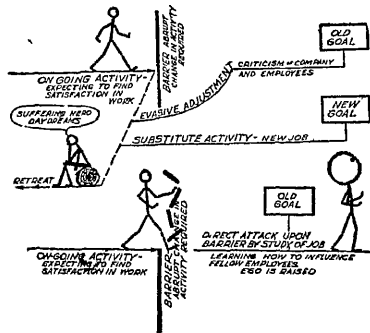 BARRIER ABRUPT
CHANGE IN ACTIVITY
REQUIRED
OLD
GOAL
ON GOING ACTIVITY-
EXPECTING TO FIND
SATISFACTION IN
WORK
CRITICISM OF COMPANY
AND EMPLOYEES
EVASIVE ADJUSTMENT
NEW
GOAL
SUFFERING HERO
DAYDREAMS
SUBSTITUTE ACTIVITY-NEW JOB
RETREAT
OLD
GOAL
DIRECT ATTACK UPON
BARRIER BY STUDY OF JOB
ON-GOING ACTIVITY-
EXPECTING TO FIND
SATISFACTION IN WORK
BARRIER-
ABRUPT CHANGE IN
ACTIVITY REQUIRED
LEARNING HOW TO INFLUENCE
FELLOW EMPLOYEES
EGO IS RAISED